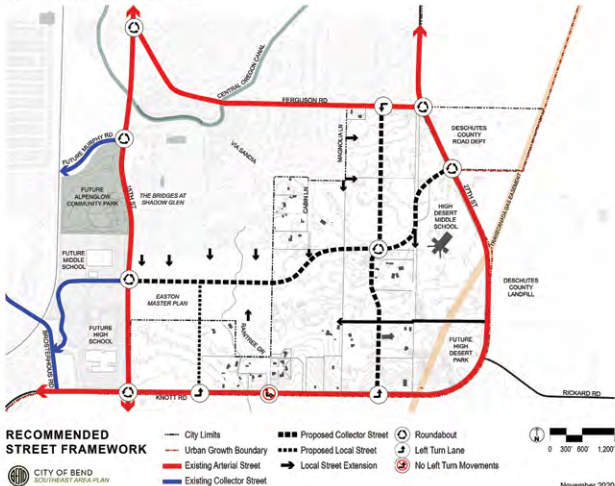 CENTRAL OREGON CANAL
FERGUSON RD
FUTURE MURPHY RD
15TH ST
VIA SANDIA
MAGNOLIA LN
DESCHUTES
COUNTY
ROAD DEPT
27TH ST
FUTURE
ALPENGLOW
COMMUNITY PARK
THE BRIDGES AT
SHADOW GLEN
CABIN LN
HIGH
DESERT
MIDDLE
SCHOOL
TRANSCANADA GAS EASEMENT
FUTURE
MIDDLE
SCHOOL
DESCHUTES
COUNTY
LANDFILL
EASTON
MASTER PLAN
RAINTREE DR
BROSTERHOUS RD
FUTURE
HIGH
SCHOOL
FUTURE
HIGH
DESERT
PARK
KNOTT RD
RICKARD RD
RECOMMENDED
STREET FRAMEWORK
CITY OF BEND
SOUTHEAST AREA PLAN
City Limits
Urban Growth Boundary
Existing Arterial Street
Existing Collector Street
Proposed Collector Street
Proposed Local Street
Local Street Extension
Roundabout
Left Turn Lane
No Left Turn Movements
N
0 300' 600' 1,200'
November 2020